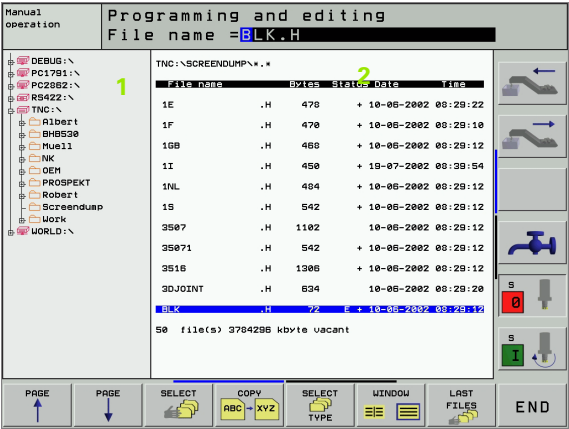 Manual
operation
Programming and editing
File name =BLK.H
DEBUG:\
PC1791:\
PC2862:\
RS422:\
TNC:\
Albert
BHB530
Muell
NK
OEM
PROSPEKT
Robert
Screendump
Work
WORLD:\
1
2
TNC:\SCREENDUMP\*.*
File name Bytes Status Date Time
1E .H 478 + 10-06-2002 08:29:22
1F .H 470 + 10-06-2002 08:29:10
1GB .H 468 + 10-06-2002 08:29:12
1I .H 450 + 19-07-2002 08:39:54
1NL .H 484 + 10-06-2002 08:29:12
1S .H 542 + 10-06-2002 08:29:12
3507 .H 1102 10-06-2002 08:29:12
35071 .H 542 + 10-06-2002 08:29:12
3516 .H 1306 + 10-06-2002 08:29:12
3DJOINT .H 634 10-06-2002 08:29:20
BLK .H 72 E + 10-06-2002 08:29:12
50 file(s) 3784296 kbyte vacant
S
0
S
I
PAGE
PAGE
SELECT
COPY
ABC XYZ
SELECT
TYPE
WINDOW
LAST
FILES
END